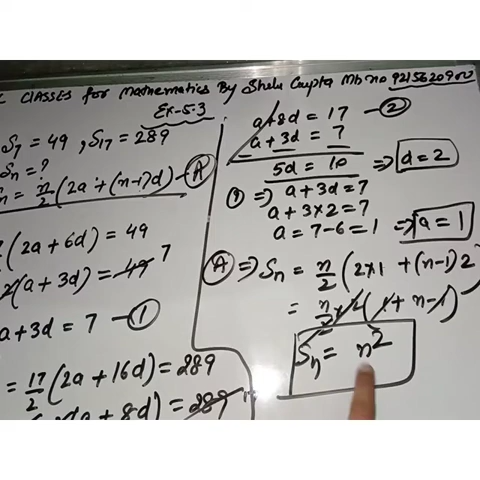 CLASSES for Mathematics By Shelu Gupta Mb no 9215620900
Ex-5.3
S7 = 49 , S17 = 289
Sn = ?
n = n/2 (2a + (n-1)d) - A
(2a + 6d) = 49
2(a + 3d) = 49 7
a + 3d = 7 - 1
= 17/2 (2a + 16d) = 289
(a + 8d) = 289
a + 8d = 17 - 2
a + 3d = 7
5d = 10 ⇒ d = 2
⇒ a + 3d = 7
a + 3 × 2 = 7
a = 7 - 6 = 1 ⇒ a = 1
A ⇒ Sn = n/2 (2×1 + (n-1) 2)
= n/2 × 2 (1 + n - 1)
Sn = n²